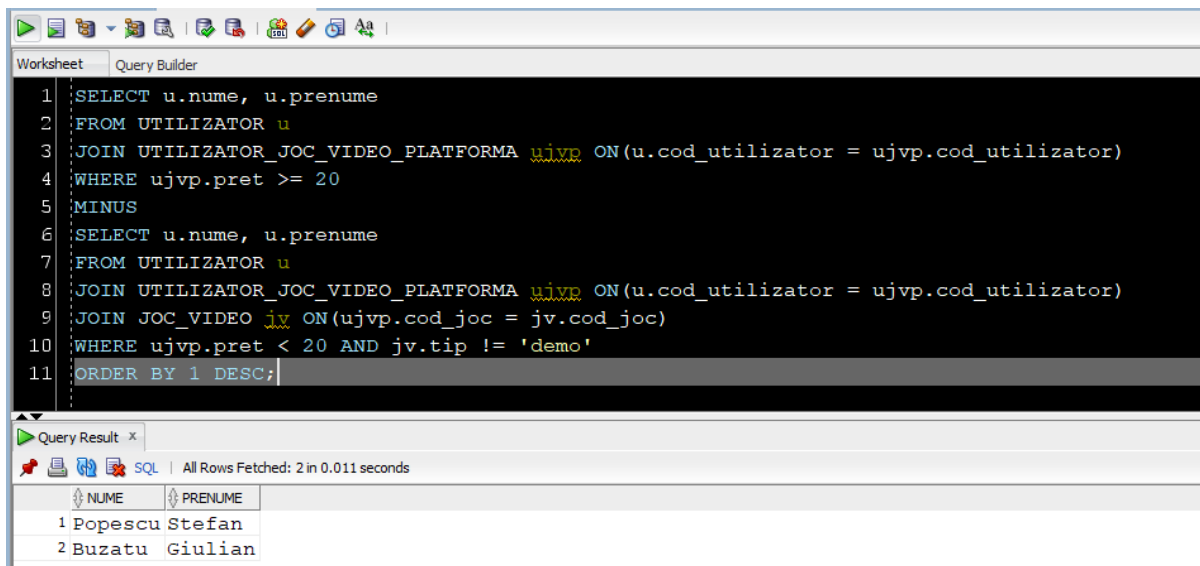 Worksheet Query Builder
1 SELECT u.nume, u.prenume
2 FROM UTILIZATOR u
3 JOIN UTILIZATOR_JOC_VIDEO_PLATFORMA ujvp ON(u.cod_utilizator = ujvp.cod_utilizator)
4 WHERE ujvp.pret >= 20
5 MINUS
6 SELECT u.nume, u.prenume
7 FROM UTILIZATOR u
8 JOIN UTILIZATOR_JOC_VIDEO_PLATFORMA ujvp ON(u.cod_utilizator = ujvp.cod_utilizator)
9 JOIN JOC_VIDEO jv ON(ujvp.cod_joc = jv.cod_joc)
10 WHERE ujvp.pret < 20 AND jv.tip != 'demo'
11 ORDER BY 1 DESC;
Query Result x
SQL | All Rows Fetched: 2 in 0.011 seconds
NUME PRENUME
1 Popescu Stefan
2 Buzatu Giulian